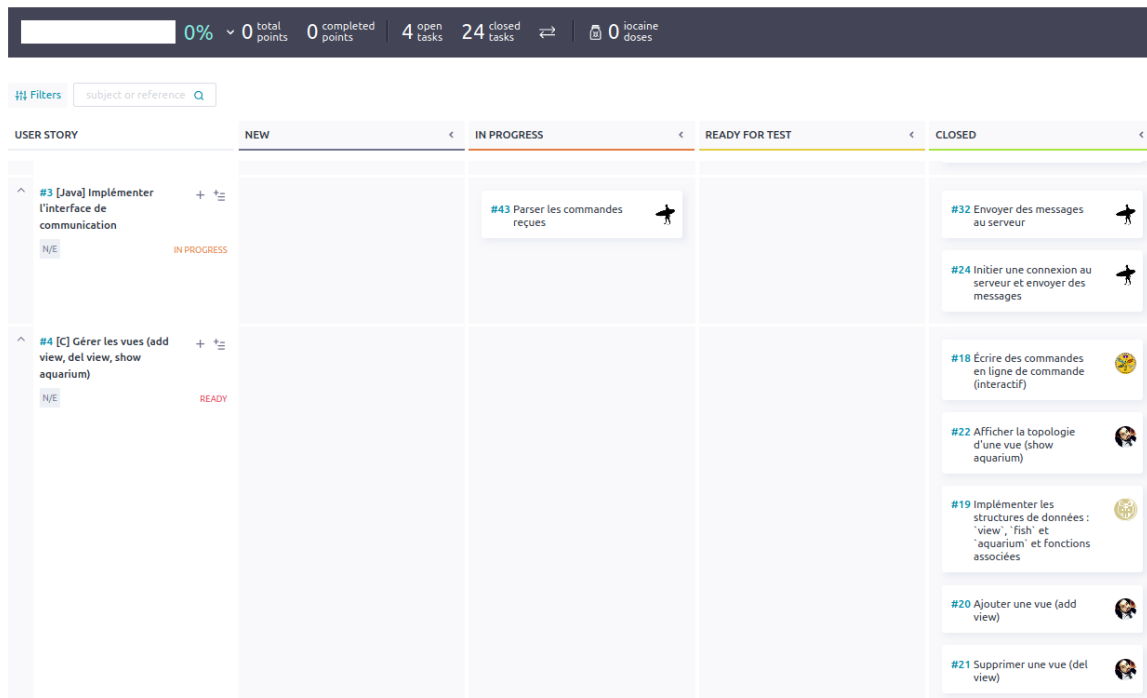 0% 0 total points 0 completed points 4 open tasks 24 closed tasks 0 iocaine doses
Filters subject or reference
USER STORY NEW IN PROGRESS READY FOR TEST CLOSED
#3 [Java] Implémenter
l'interface de
communication
N/E IN PROGRESS
#43 Parser les commandes
reçues
#32 Envoyer des messages
au serveur
#24 Initier une connexion au
serveur et envoyer des
messages
#4 [C] Gérer les vues (add
view, del view, show
aquarium)
N/E READY
#18 Écrire des commandes
en ligne de commande
(interactif)
#22 Afficher la topologie
d'une vue (show
aquarium)
#19 Implémenter les
structures de données :
`view`, `fish` et
`aquarium` et fonctions
associées
#20 Ajouter une vue (add
view)
#21 Supprimer une vue (del
view)